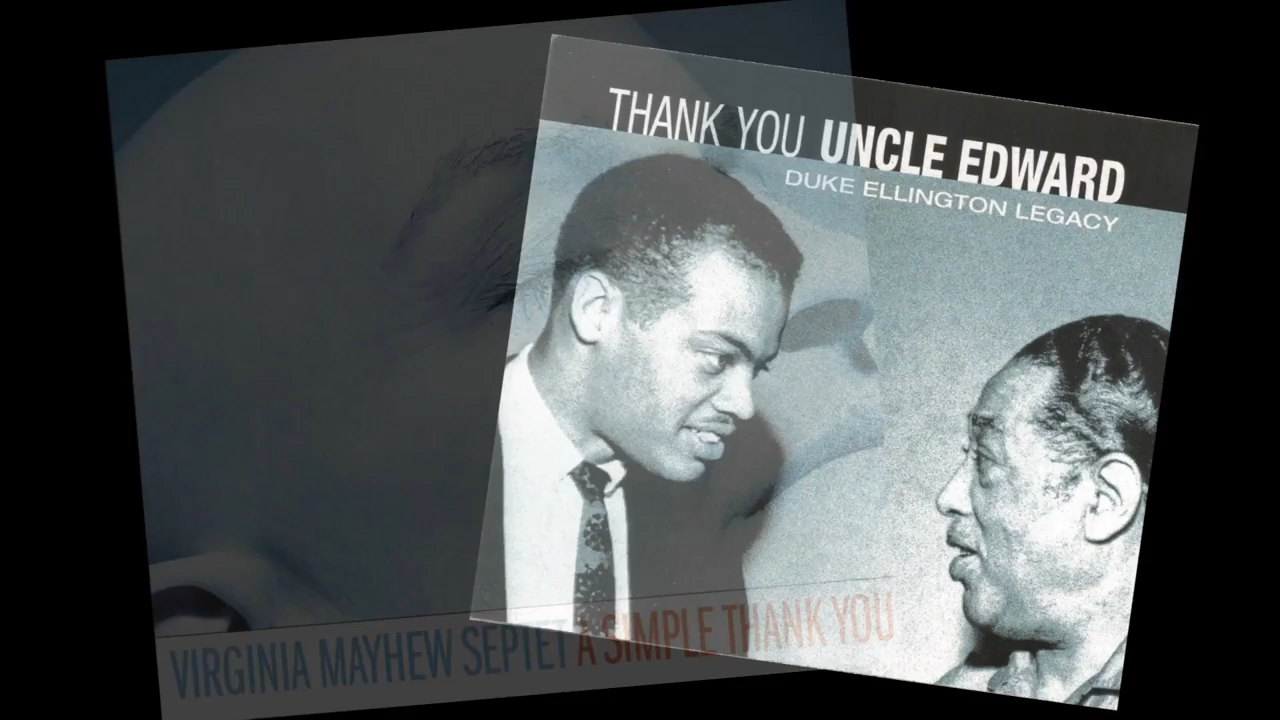 THANK YOU UNCLE EDWARD
DUKE ELLINGTON LEGACY
VIRGINIA MAYHEW SEPTET A SIMPLE THANK YOU